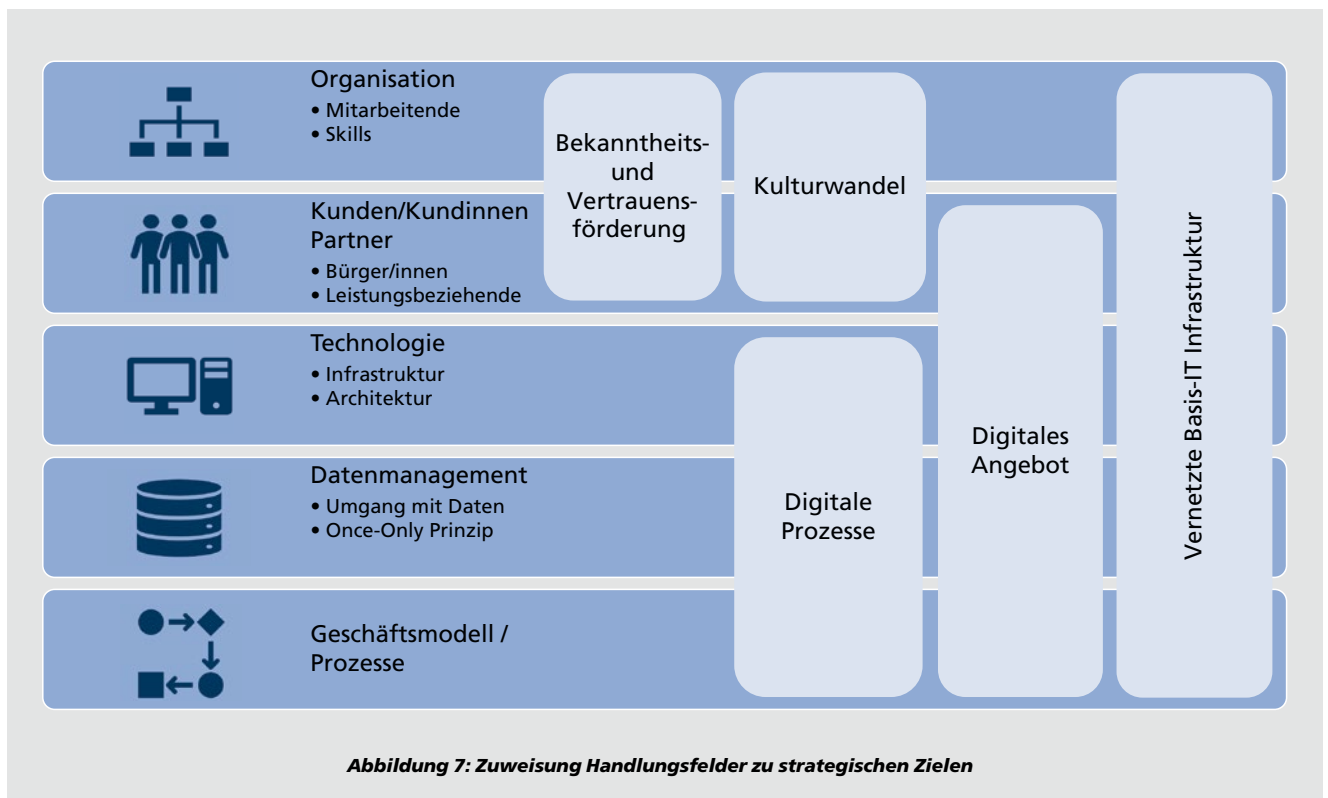 Organisation
• Mitarbeitende
• Skills
Kunden/Kundinnen
Partner
• Bürger/innen
• Leistungsbeziehende
Technologie
• Infrastruktur
• Architektur
Datenmanagement
• Umgang mit Daten
• Once-Only Prinzip
Geschäftsmodell /
Prozesse
Bekanntheits-
und
Vertrauens-
förderung
Kulturwandel
Digitale
Prozesse
Digitales
Angebot
Vernetzte Basis-IT Infrastruktur
Abbildung 7: Zuweisung Handlungsfelder zu strategischen Zielen